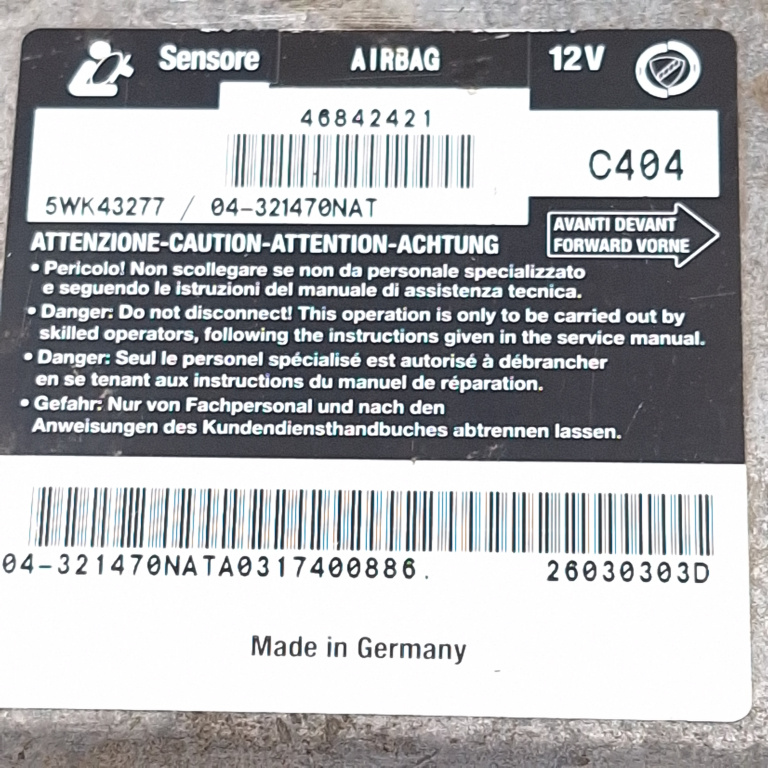 Sensore AIRBAG 12V
46842421
C404
5WK43277 / 04-321470NAT
AVANTI DEVANT
FORWARD VORNE
ATTENZIONE-CAUTION-ATTENTION-ACHTUNG
• Pericolo! Non scollegare se non da personale specializzato
e seguendo le istruzioni del manuale di assistenza tecnica.
• Danger: Do not disconnect! This operation is only to be carried out by
skilled operators, following the instructions given in the service manual.
• Danger: Seul le personel spécialisé est autorisé à débrancher
en se tenant aux instructions du manuel de réparation.
• Gefahr: Nur von Fachpersonal und nach den
Anweisungen des Kundendiensthandbuches abtrennen lassen.
04-321470NATA0317400886. 26030303D
Made in Germany